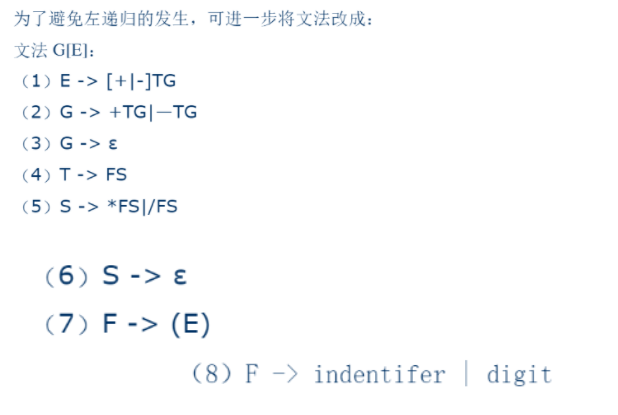 为了避免左递归的发生，可进一步将文法改成：
文法 G[E]：
（1）E -> [+|-]TG
（2）G -> +TG|—TG
（3）G -> ε
（4）T -> FS
（5）S -> *FS|/FS
（6）S -> ε
（7）F -> (E)
（8）F -> indentifer | digit